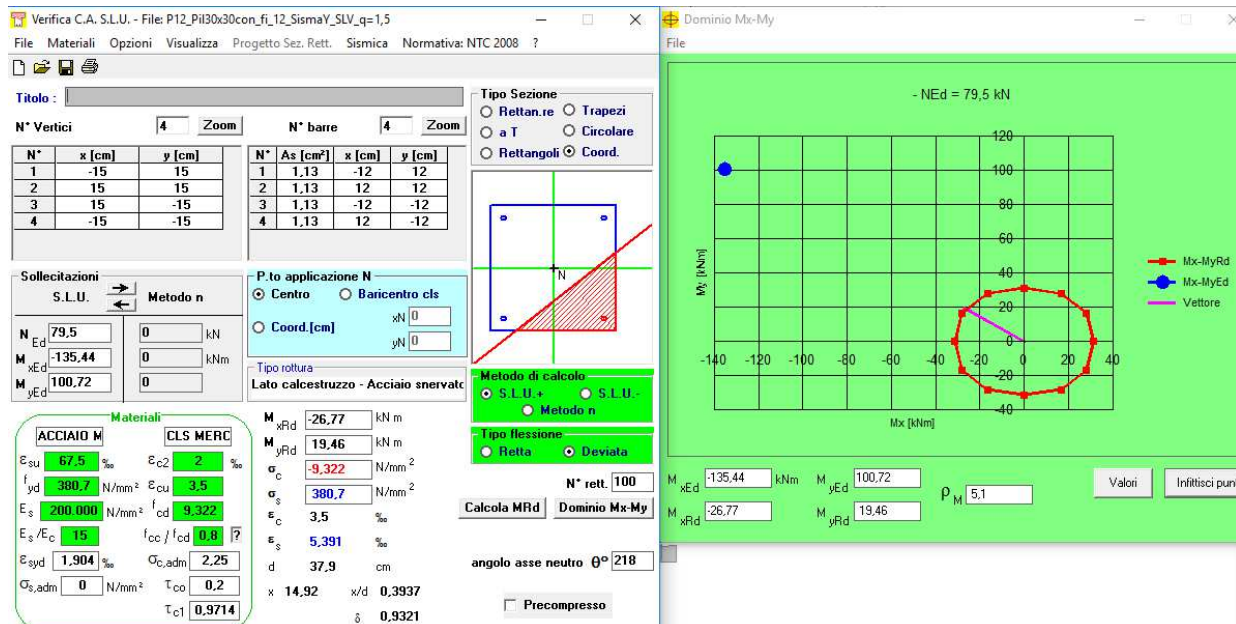 Verifica C.A. S.L.U. - File: P12_Pil30x30con_fi_12_SismaY_SLV_q=1,5
File Materiali Opzioni Visualizza Progetto Sez. Rett. Sismica Normativa: NTC 2008 ?
Titolo :
N° Vertici 4 Zoom N° barre 4 Zoom
N° x [cm] y [cm]
1 -15 15
2 15 15
3 15 -15
4 -15 -15
N° As [cm²] x [cm] y [cm]
1 1,13 -12 12
2 1,13 12 12
3 1,13 -12 -12
4 1,13 12 -12
Tipo Sezione
Rettan.re Trapezi
a T Circolare
Rettangoli Coord.
N
Sollecitazioni
S.L.U. Metodo n
N Ed 79,5 0 kN
M xEd -135,44 0 kNm
M yEd 100,72 0
P.to applicazione N
Centro Baricentro cls
Coord.[cm] xN 0
yN 0
Tipo rottura
Lato calcestruzzo - Acciaio snervato
Metodo di calcolo
S.L.U.+ S.L.U.-
Metodo n
Tipo flessione
Retta Deviata
N° rett. 100
Calcola MRd Dominio Mx-My
angolo asse neutro θ° 218
Precompresso
Materiali
ACCIAIO M CLS MERC
εsu 67,5 ‰ εc2 2 ‰
fyd 380,7 N/mm² εcu 3,5
Es 200.000 N/mm² fcd 9,322
Es/Ec 15 fcc / fcd 0,8 ?
εsyd 1,904 ‰ σc,adm 2,25
σs,adm 0 N/mm² τco 0,2
τc1 0,9714
M xRd -26,77 kN m
M yRd 19,46 kN m
σc -9,322 N/mm²
σs 380,7 N/mm²
εc 3,5 ‰
εs 5,391 ‰
d 37,9 cm
x 14,92 x/d 0,3937
δ 0,9321
Dominio Mx-My
File
- NEd = 79,5 kN
120
100
80
60
40
20
0
-20
-40
-140 -120 -100 -80 -60 -40 -20 0 20 40
My [kNm]
Mx [kNm]
Mx-MyRd
Mx-MyEd
Vettore
M xEd -135,44 kNm M yEd 100,72
M xRd -26,77 M yRd 19,46
ρM 5,1
Valori Infittisci pun